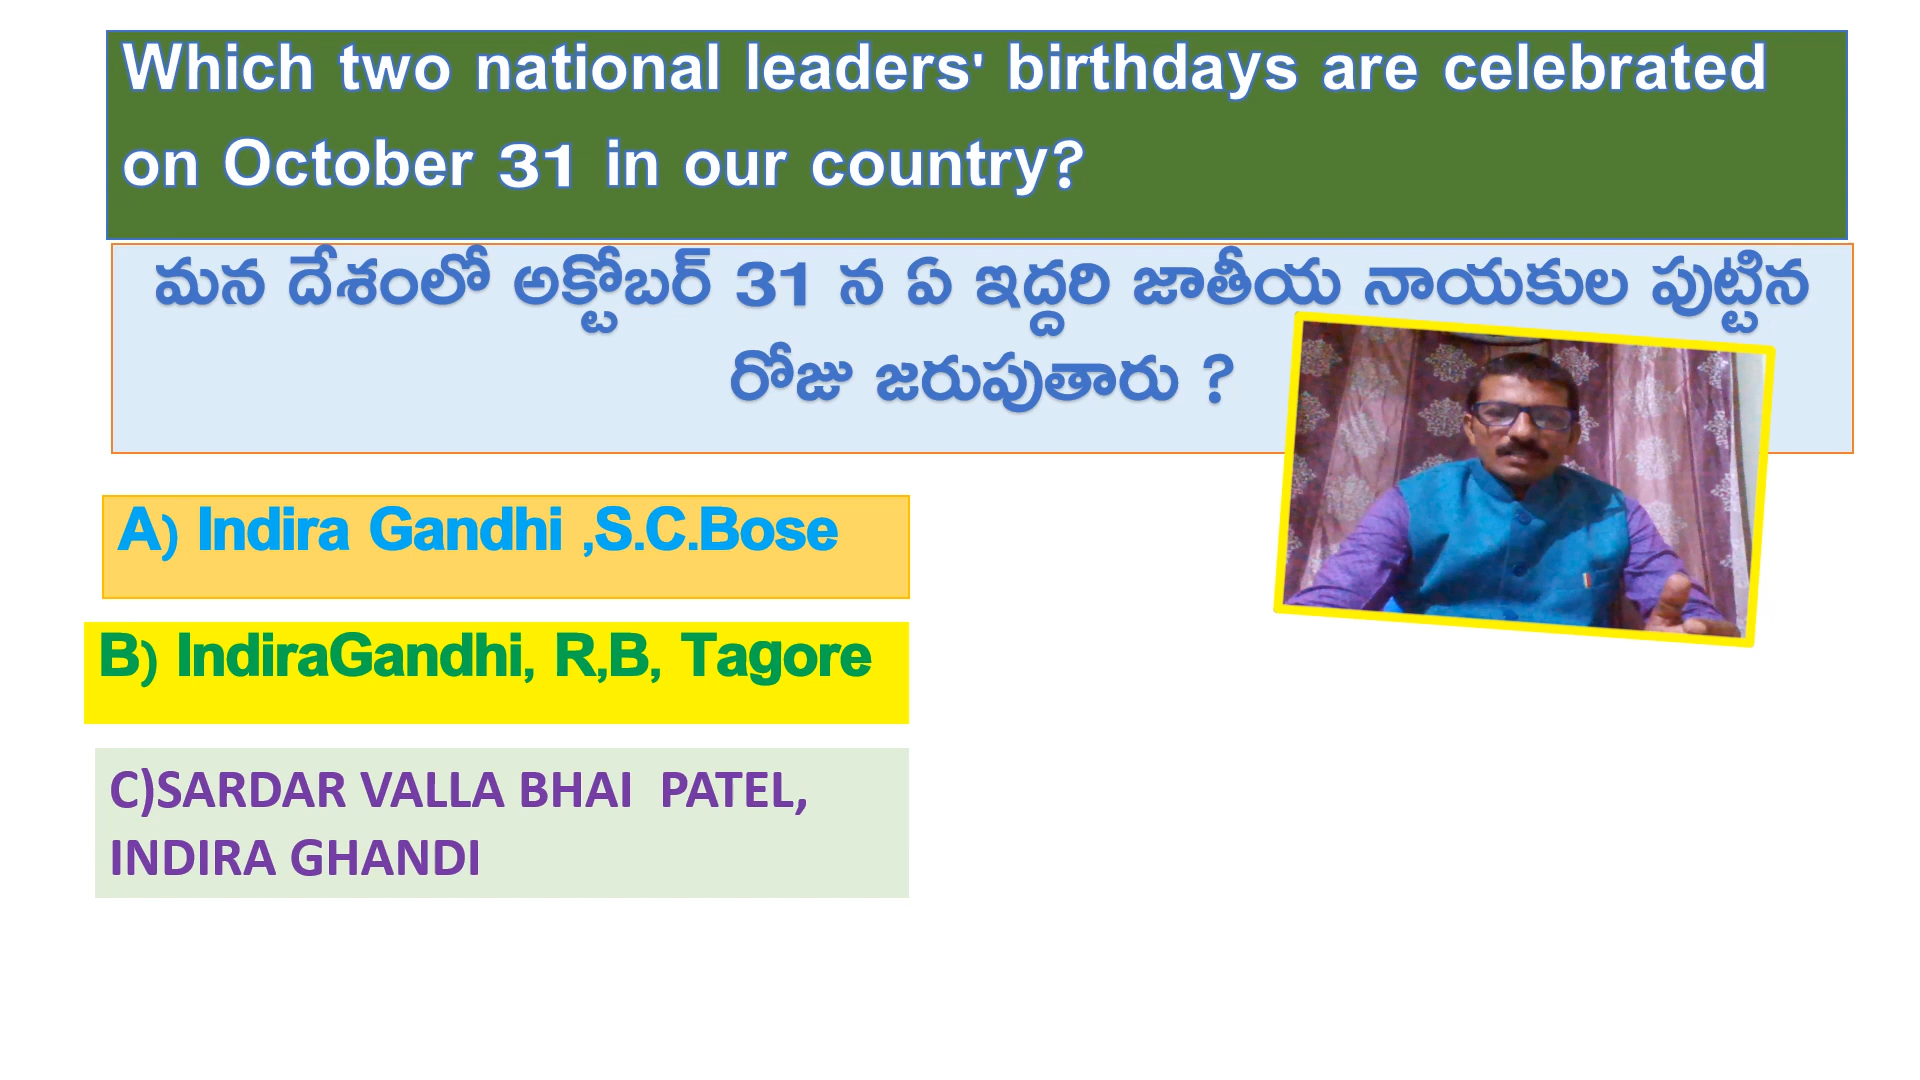 Which two national leaders' birthdays are celebrated
on October 31 in our country?
మన దేశంలో అక్టోబర్ 31 న ఏ ఇద్దరి జాతీయ నాయకుల పుట్టిన
రోజు జరుపుతారు ?
A) Indira Gandhi ,S.C.Bose
B) IndiraGandhi, R,B, Tagore
C)SARDAR VALLA BHAI  PATEL,
INDIRA GHANDI